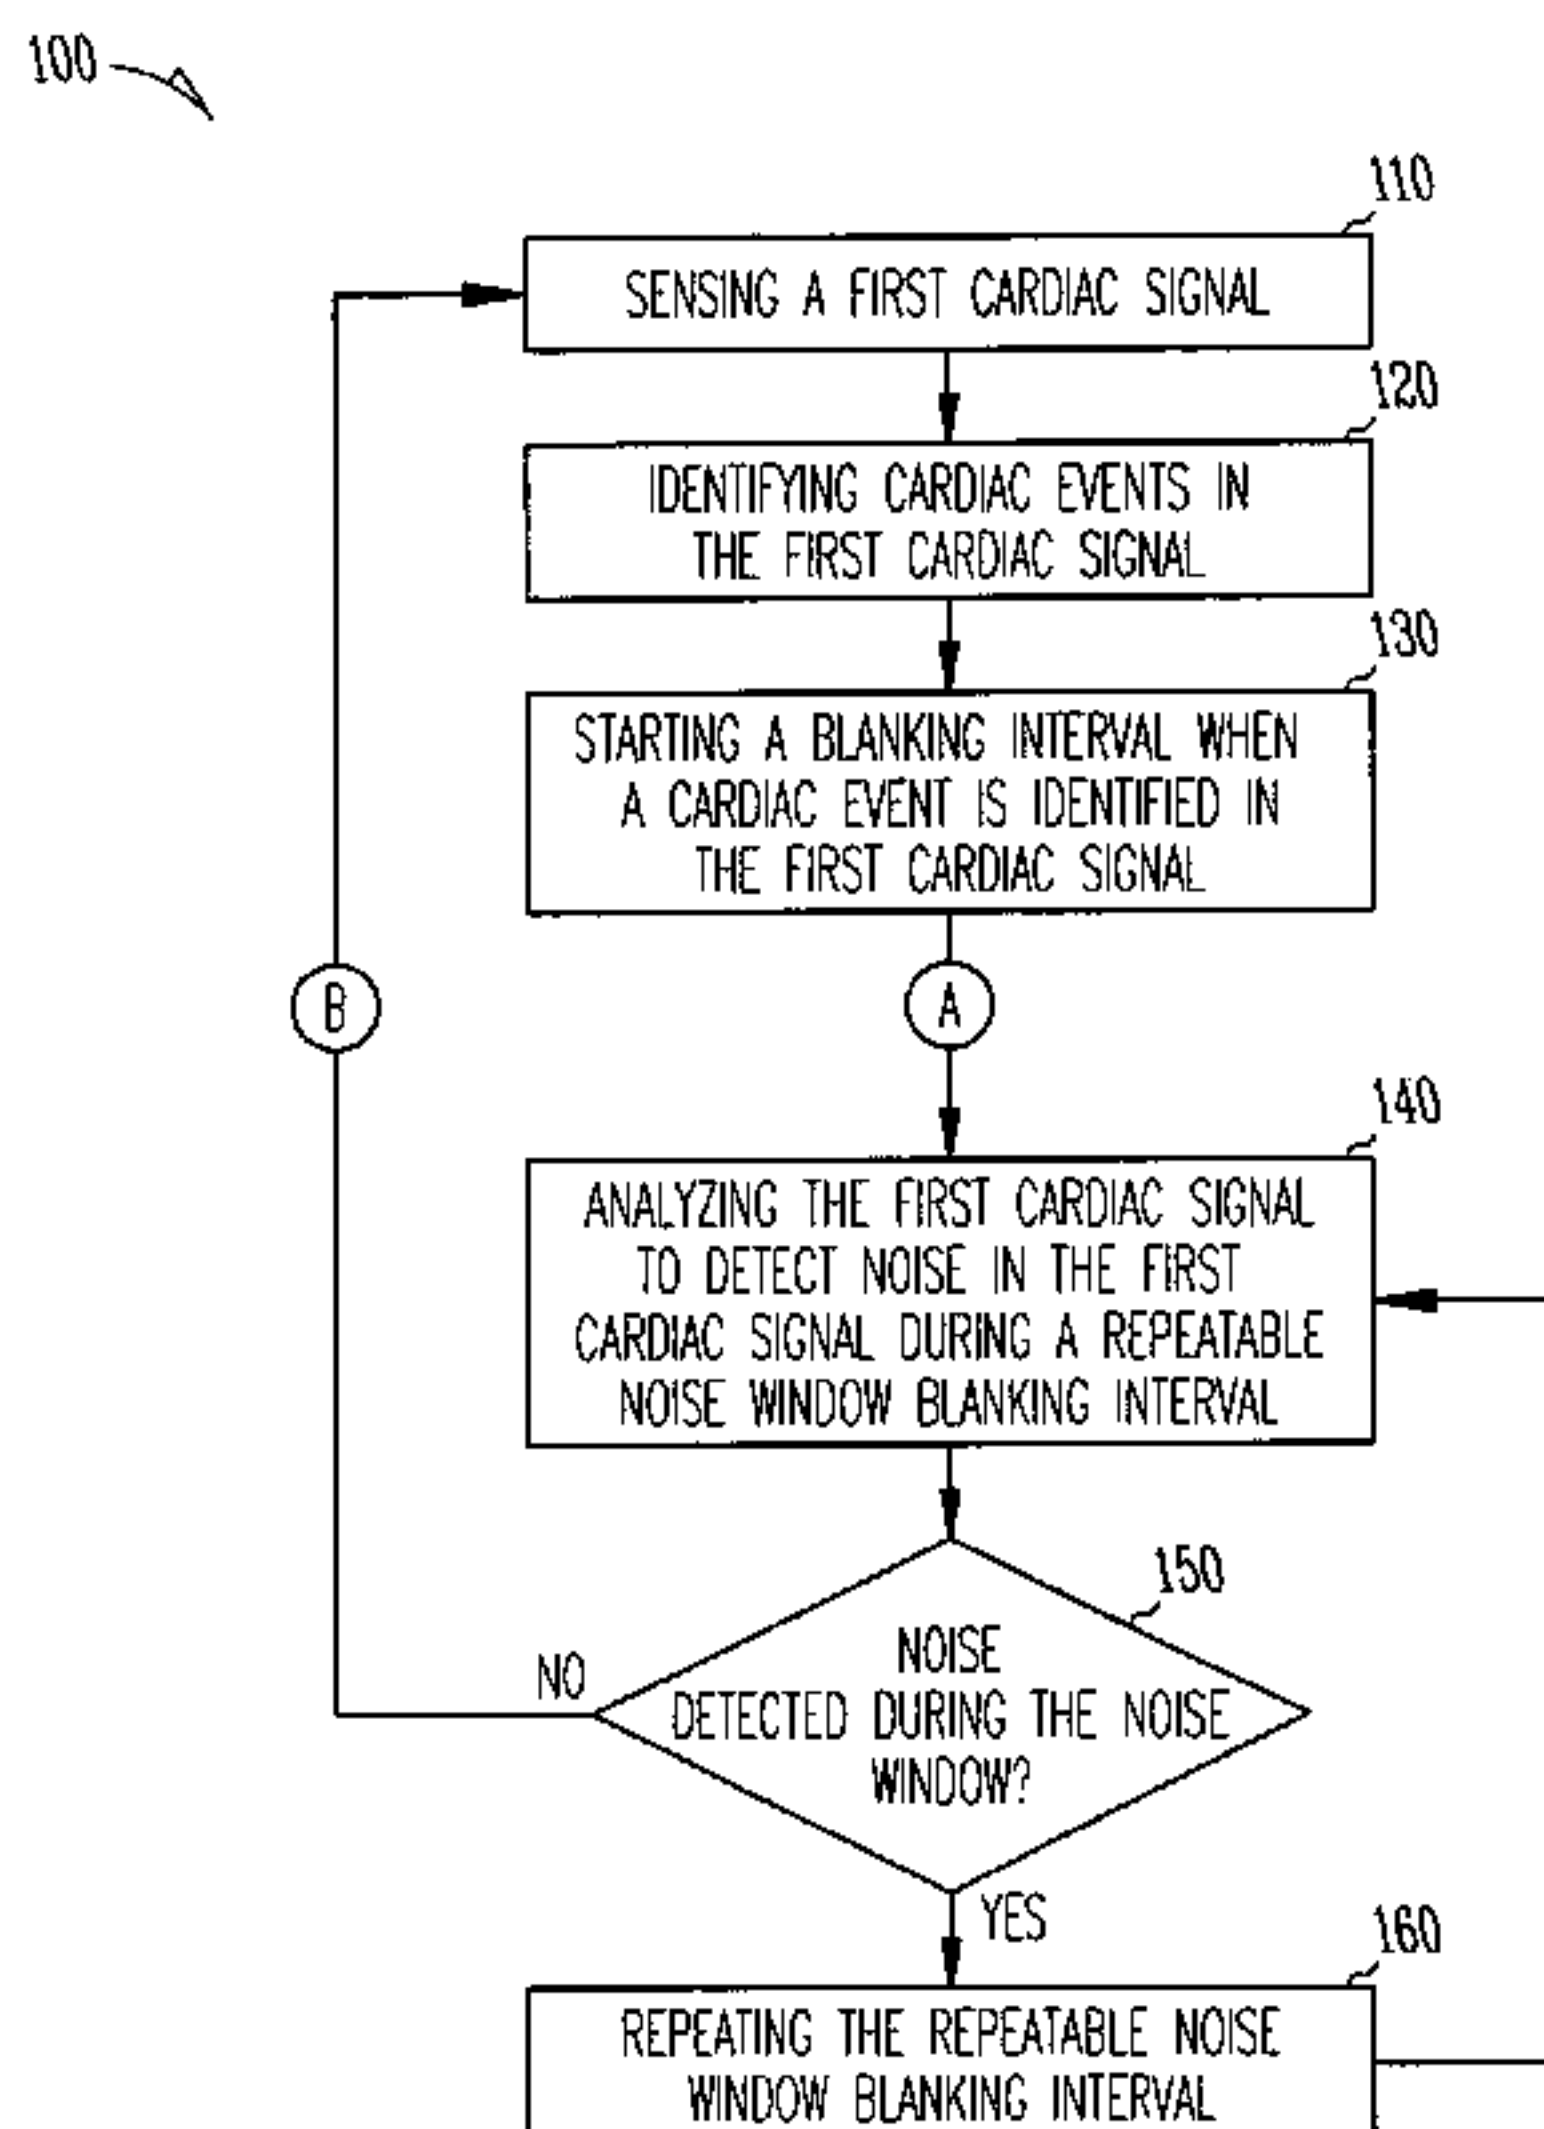 100
110
SENSING A FIRST CARDIAC SIGNAL
120
IDENTIFYING CARDIAC EVENTS IN
THE FIRST CARDIAC SIGNAL
130
STARTING A BLANKING INTERVAL WHEN
A CARDIAC EVENT IS IDENTIFIED IN
THE FIRST CARDIAC SIGNAL
B
A
140
ANALYZING THE FIRST CARDIAC SIGNAL
TO DETECT NOISE IN THE FIRST
CARDIAC SIGNAL DURING A REPEATABLE
NOISE WINDOW BLANKING INTERVAL
150
NO
NOISE
DETECTED DURING THE NOISE
WINDOW?
YES
160
REPEATING THE REPEATABLE NOISE
WINDOW BLANKING INTERVAL